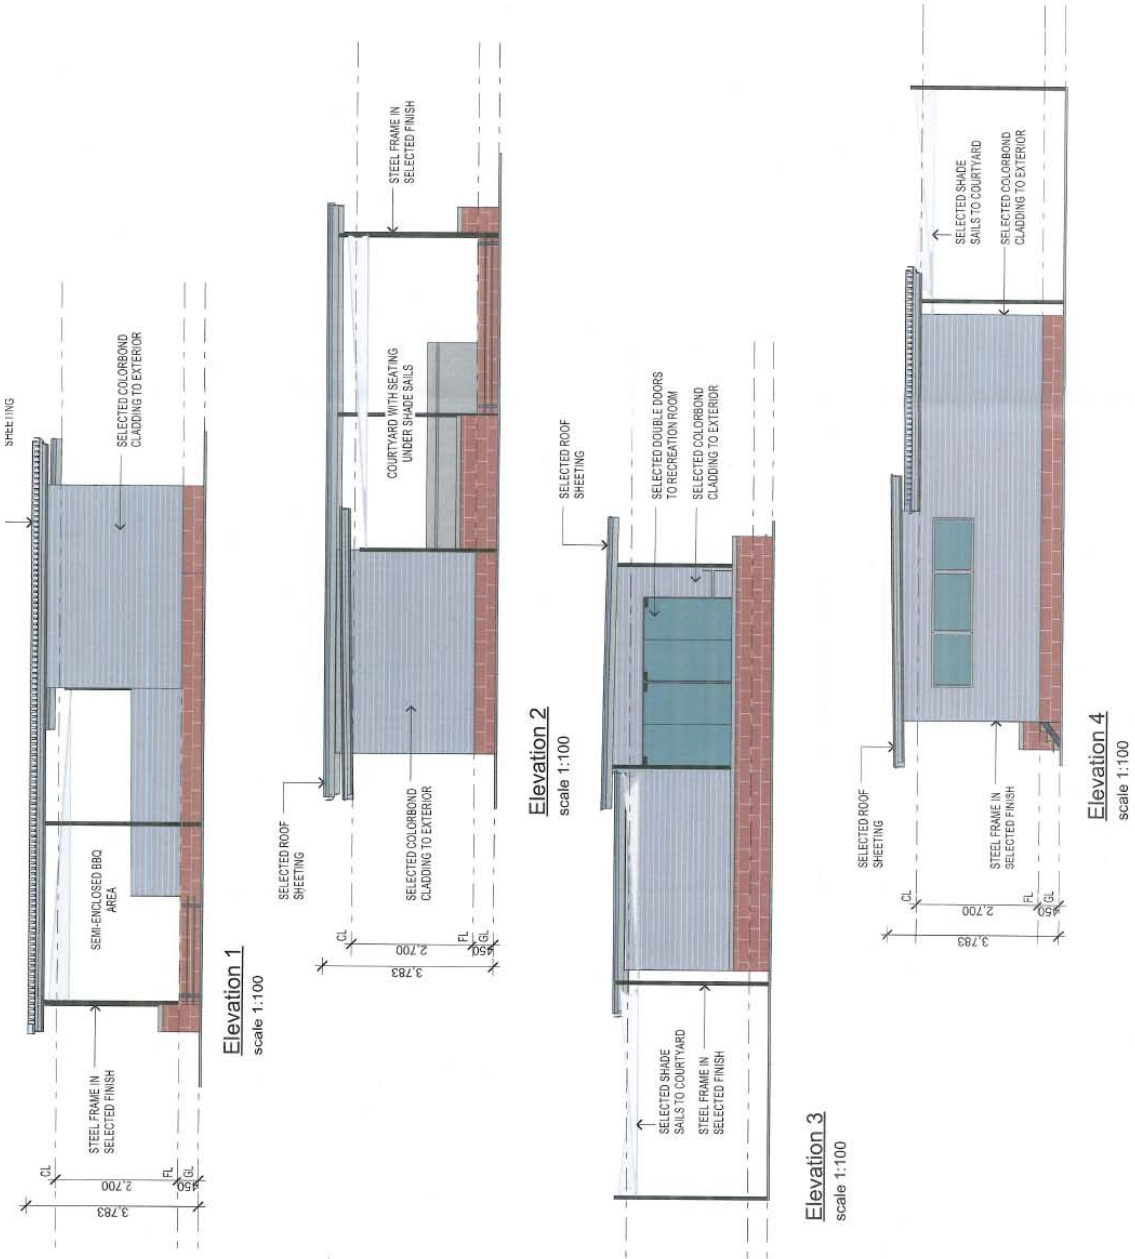 SHEETING
SELECTED COLORBOND
CLADDING TO EXTERIOR
SEMI-ENCLOSED BBQ
AREA
STEEL FRAME IN
SELECTED FINISH
CL
FL
GL
2,700
450
3,783
Elevation 1
scale 1:100
STEEL FRAME IN
SELECTED FINISH
COURTYARD WITH SEATING
UNDER SHADE SAILS
SELECTED COLORBOND
CLADDING TO EXTERIOR
SELECTED ROOF
SHEETING
CL
FL
GL
2,700
450
3,783
Elevation 2
scale 1:100
SELECTED ROOF
SHEETING
SELECTED DOUBLE DOORS
TO RECREATION ROOM
SELECTED COLORBOND
CLADDING TO EXTERIOR
SELECTED SHADE
SAILS TO COURTYARD
STEEL FRAME IN
SELECTED FINISH
Elevation 3
scale 1:100
SELECTED SHADE
SAILS TO COURTYARD
SELECTED COLORBOND
CLADDING TO EXTERIOR
SELECTED ROOF
SHEETING
STEEL FRAME IN
SELECTED FINISH
CL
FL
GL
2,700
450
3,783
Elevation 4
scale 1:100